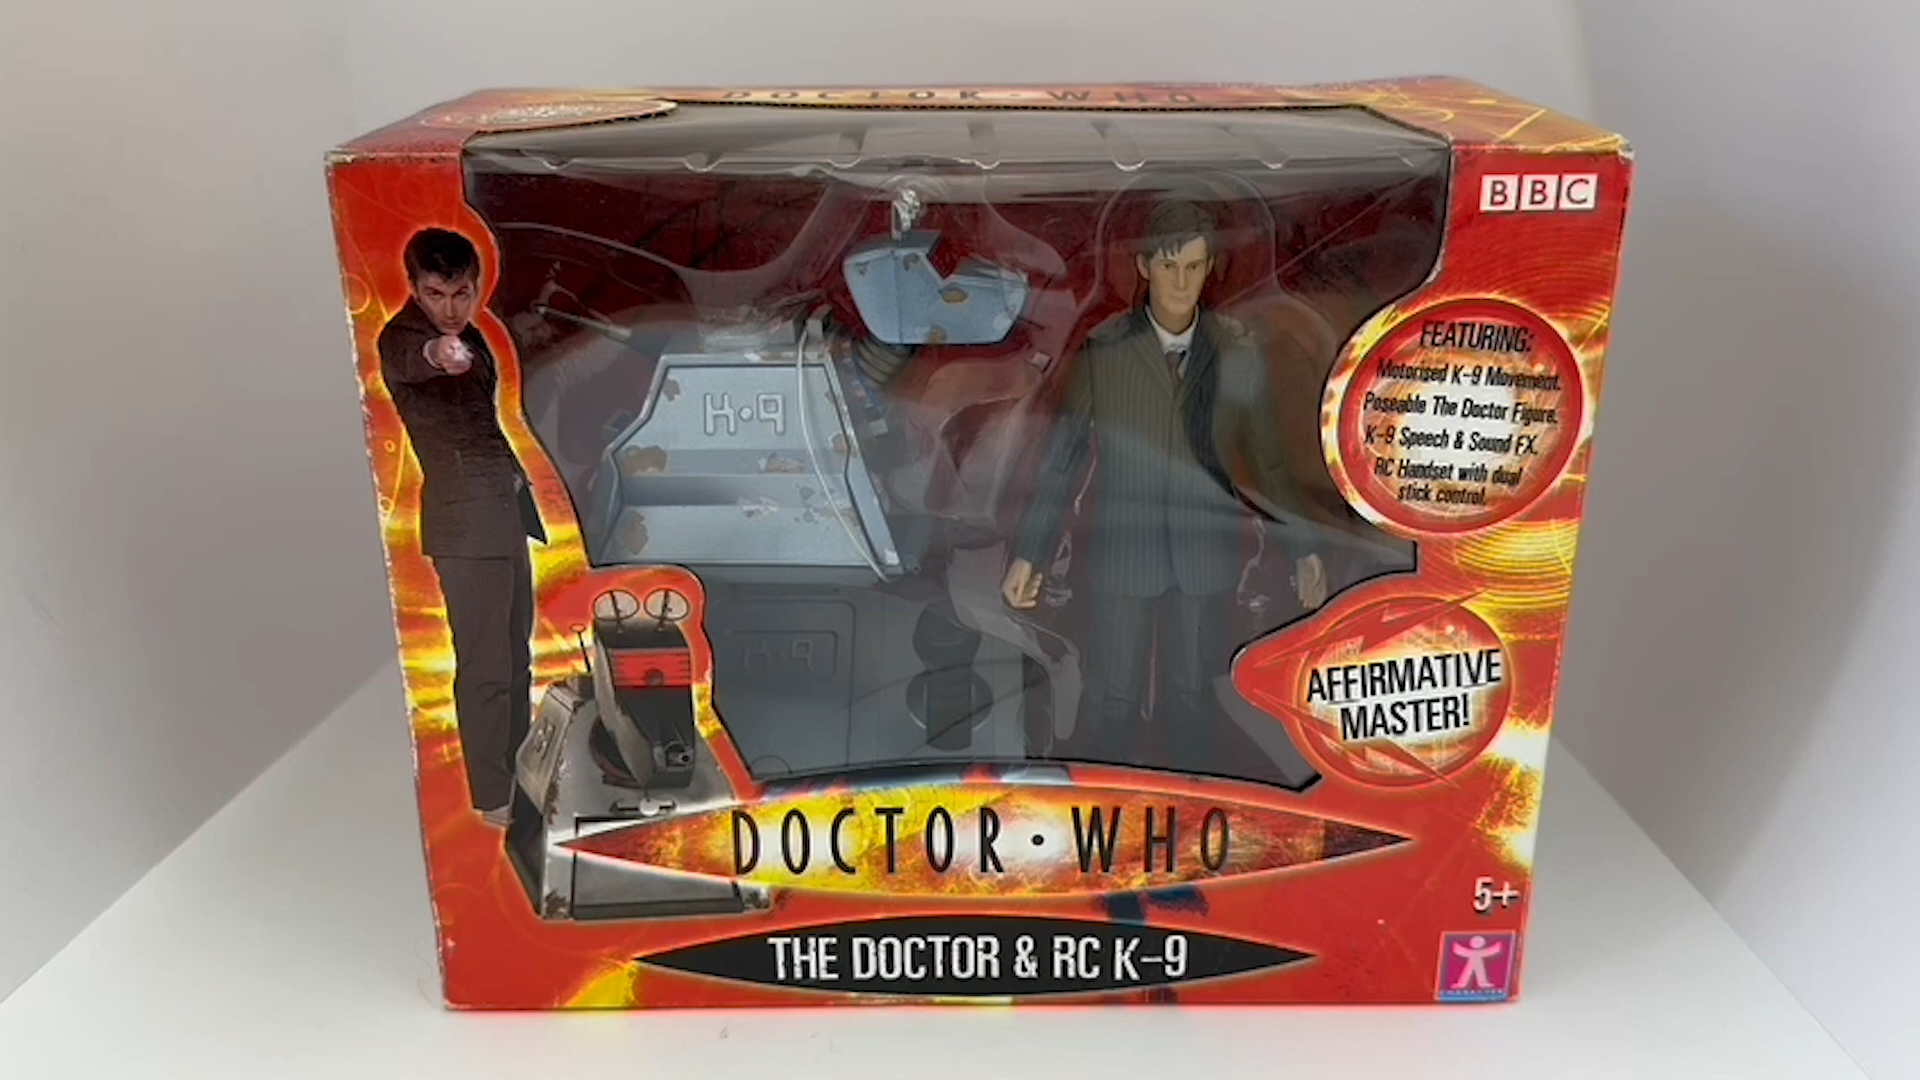 DOCTOR · WHO
BBC
FEATURING:
Motorised K-9 Movement.
Poseable The Doctor Figure.
K-9 Speech & Sound FX.
RC Handset with dual
stick control.
K·9
K·9
AFFIRMATIVE
MASTER!
DOCTOR · WHO
5+
THE DOCTOR & RC K-9